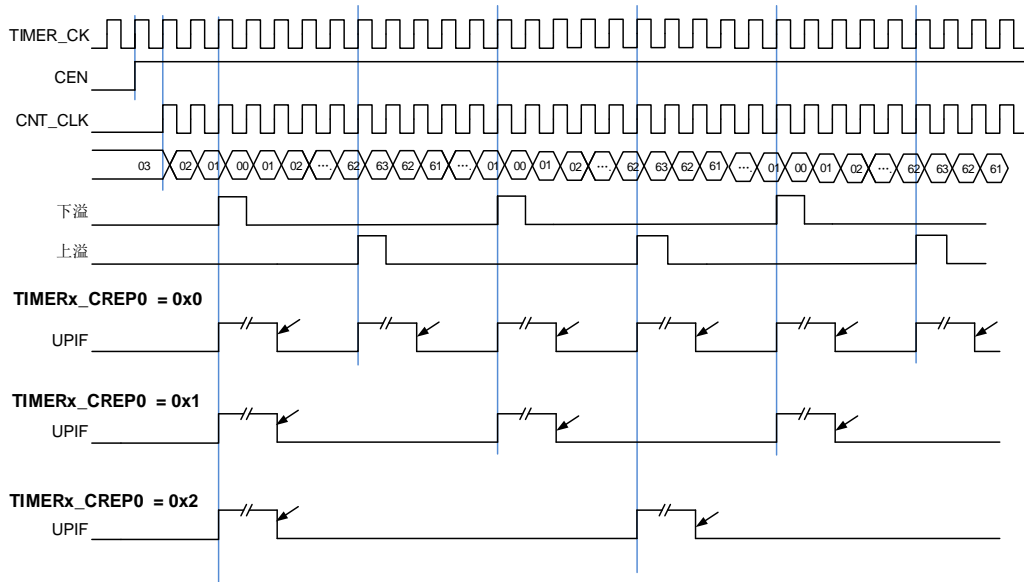 TIMER_CK
CEN
CNT_CLK
03 02 01 00 01 02 ... 62 63 62 61 ... 01 00 01 02 ... 62 63 62 61 ... 01 00 01 02 ... 62 63 62 61
下溢
上溢
TIMERx_CREP0 = 0x0
UPIF
TIMERx_CREP0 = 0x1
UPIF
TIMERx_CREP0 = 0x2
UPIF